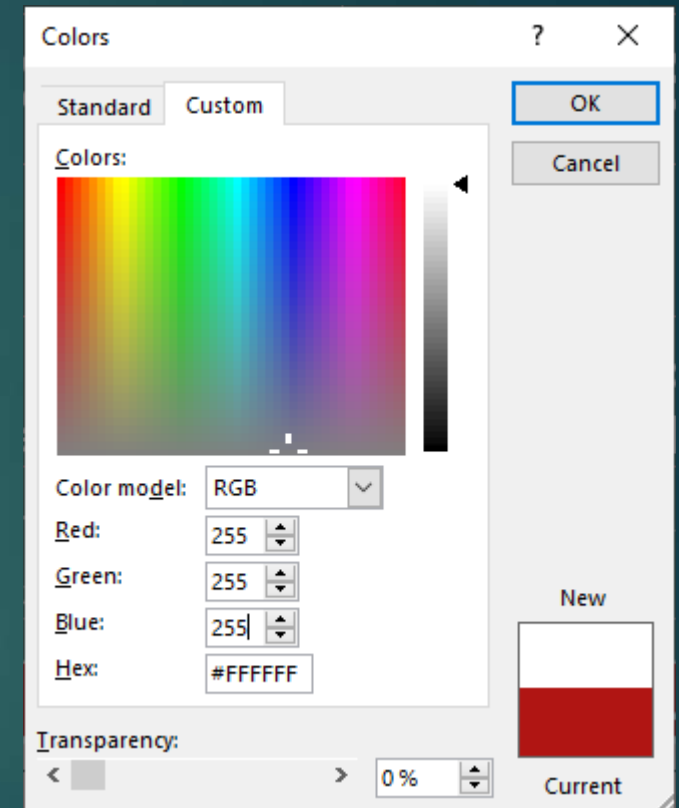 Colors ?
Standard Custom OK
Colors: Cancel
Color model: RGB
Red: 255
Green: 255
New
Blue: 255
Hex: #FFFFFF
Transparency:
0 %
Current